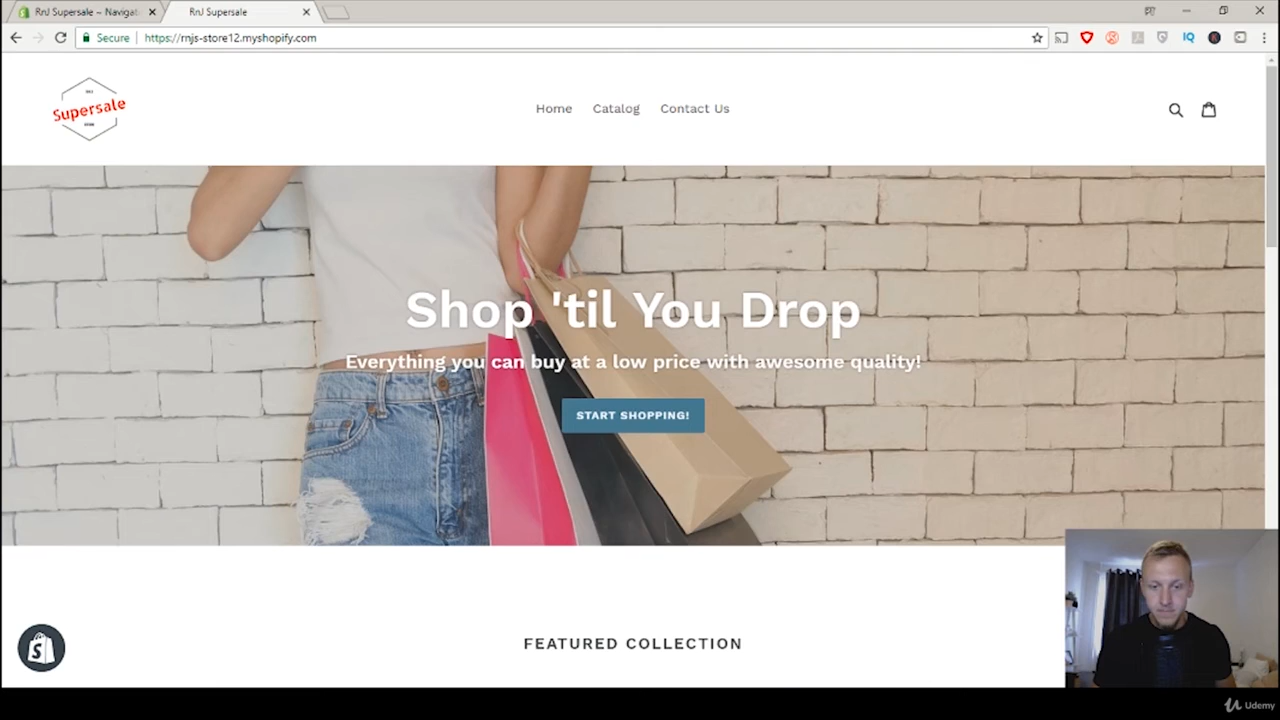 RnJ Supersale ~ Navigat
RnJ Supersale
Secure
https://rnjs-store12.myshopify.com
Supersale
Home
Catalog
Contact Us
Shop 'til You Drop
Everything you can buy at a low price with awesome quality!
START SHOPPING!
FEATURED COLLECTION
Udemy